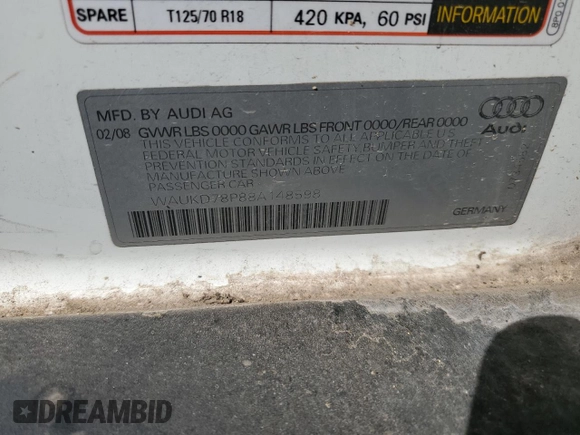 SPARE T125/70 R18 420 KPA, 60 PSI INFORMATION
MFD. BY AUDI AG
02/08 GVWR LBS 0000 GAWR LBS FRONT 0000/REAR 0000
THIS VEHICLE CONFORMS TO ALL APPLICABLE U.S.
FEDERAL MOTOR VEHICLE SAFETY, BUMPER AND THEFT
PREVENTION STANDARDS IN EFFECT ON THE DATE OF
MANUFACTURE SHOWN ABOVE.
PASSENGER CAR
WAUKD78P88A148598
Audi
GERMANY
DREAMBID